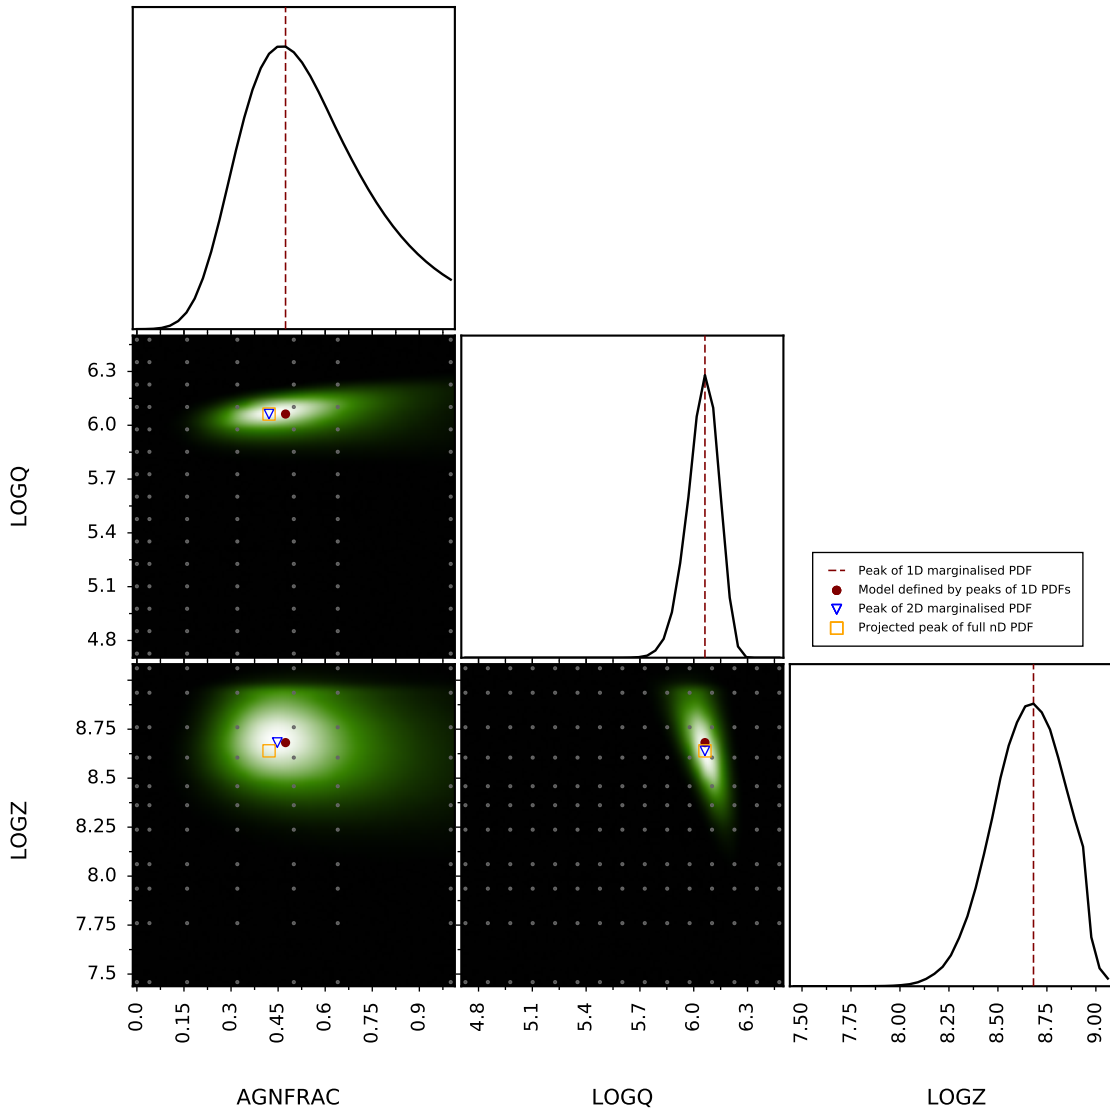 6.3
6.0
5.7
5.4
5.1
4.8
LOGQ
Peak of 1D marginalised PDF
Model defined by peaks of 1D PDFs
Peak of 2D marginalised PDF
Projected peak of full nD PDF
8.75
8.5
8.25
8.0
7.75
7.5
LOGZ
0.0 0.15 0.3 0.45 0.6 0.75 0.9
4.8 5.1 5.4 5.7 6.0 6.3
7.50 7.75 8.00 8.25 8.50 8.75 9.00
AGNFRAC LOGQ LOGZ